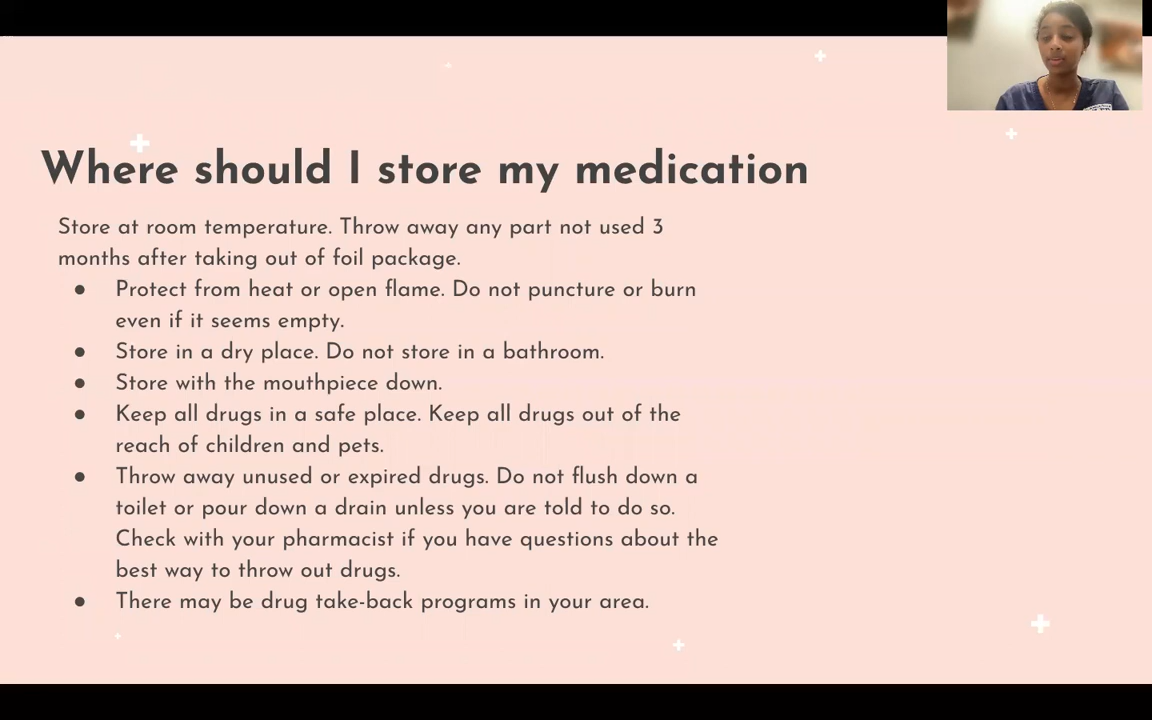 Where should I store my medication
Store at room temperature. Throw away any part not used 3
months after taking out of foil package.
● Protect from heat or open flame. Do not puncture or burn
even if it seems empty.
● Store in a dry place. Do not store in a bathroom.
● Store with the mouthpiece down.
● Keep all drugs in a safe place. Keep all drugs out of the
reach of children and pets.
● Throw away unused or expired drugs. Do not flush down a
toilet or pour down a drain unless you are told to do so.
Check with your pharmacist if you have questions about the
best way to throw out drugs.
● There may be drug take-back programs in your area.